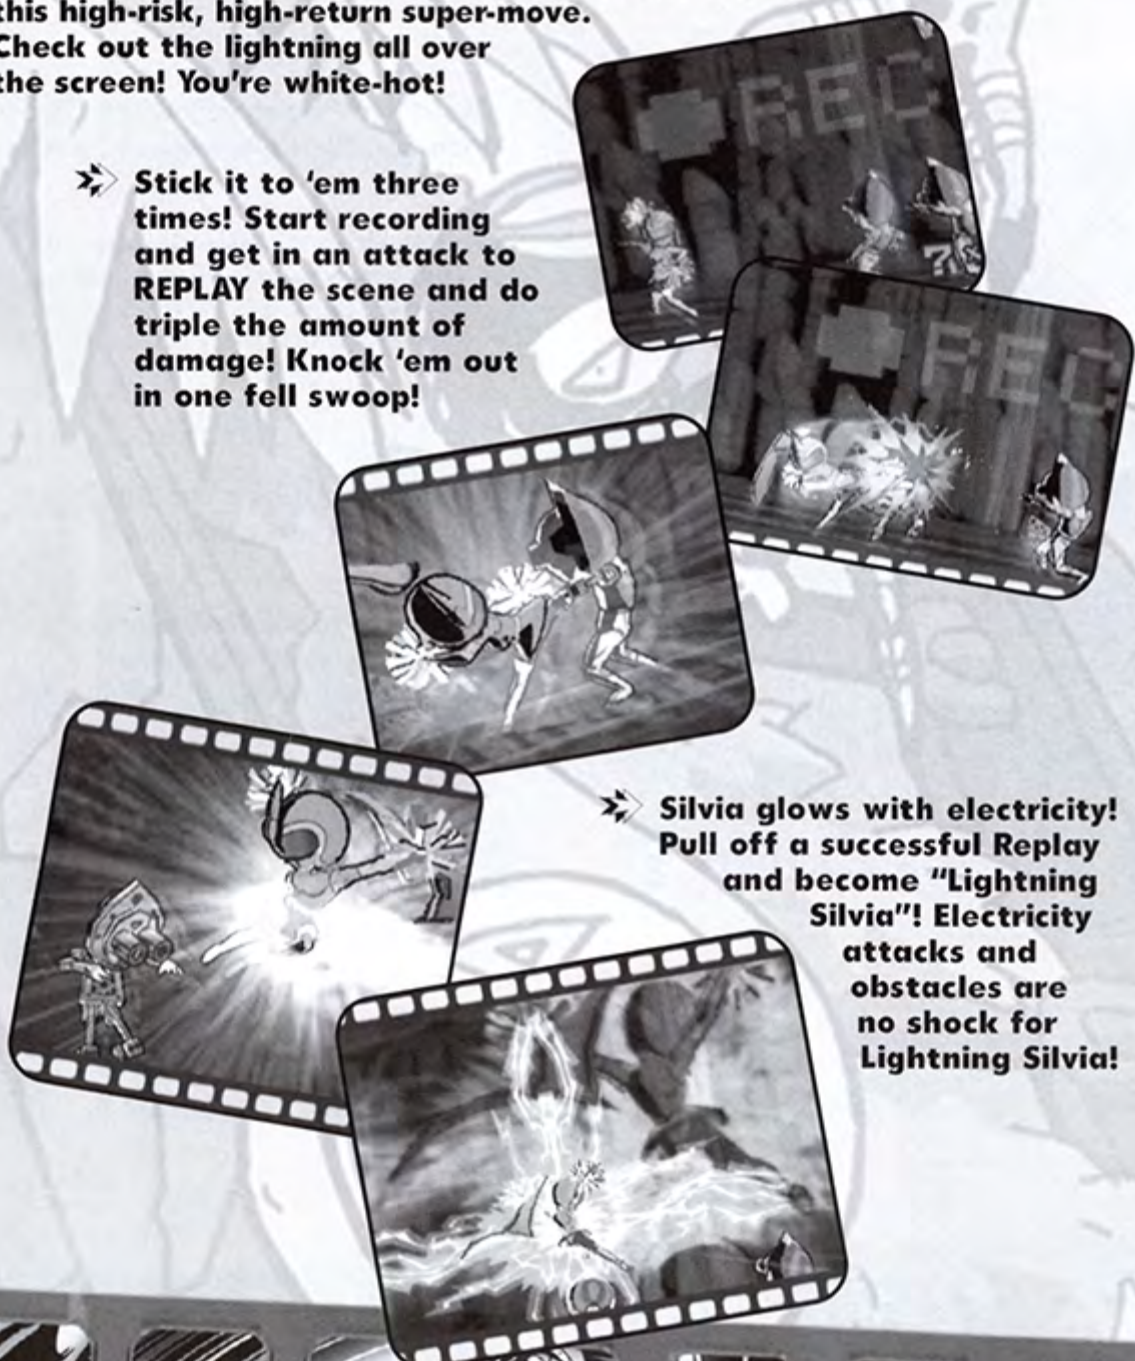 this high-risk, high-return super-move.
Check out the lightning all over
the screen! You're white-hot!
REC
Stick it to 'em three
times! Start recording
and get in an attack to
REPLAY the scene and do
triple the amount of
damage! Knock 'em out
in one fell swoop!
REC
Silvia glows with electricity!
Pull off a successful Replay
and become "Lightning
Silvia"! Electricity
attacks and
obstacles are
no shock for
Lightning Silvia!